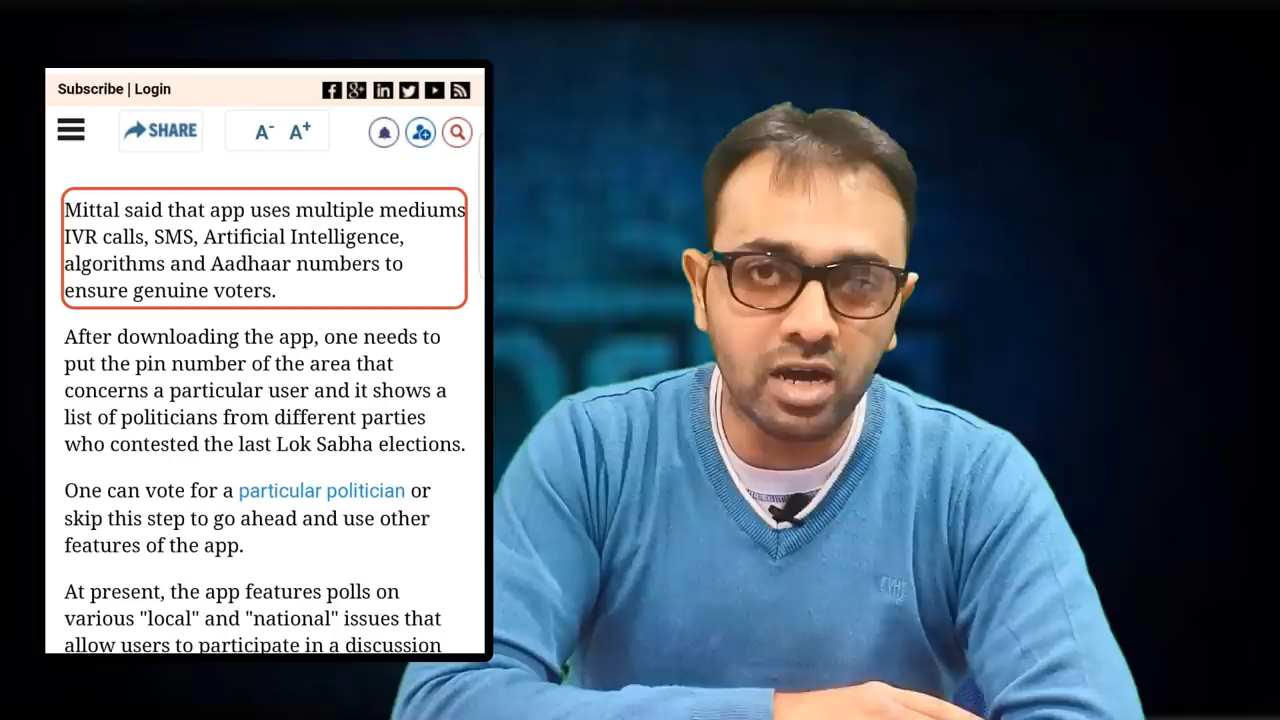 Subscribe | Login
SHARE
A- A+
Mittal said that app uses multiple mediums
IVR calls, SMS, Artificial Intelligence,
algorithms and Aadhaar numbers to
ensure genuine voters.
After downloading the app, one needs to
put the pin number of the area that
concerns a particular user and it shows a
list of politicians from different parties
who contested the last Lok Sabha elections.
One can vote for a particular politician or
skip this step to go ahead and use other
features of the app.
At present, the app features polls on
various "local" and "national" issues that
allow users to participate in a discussion